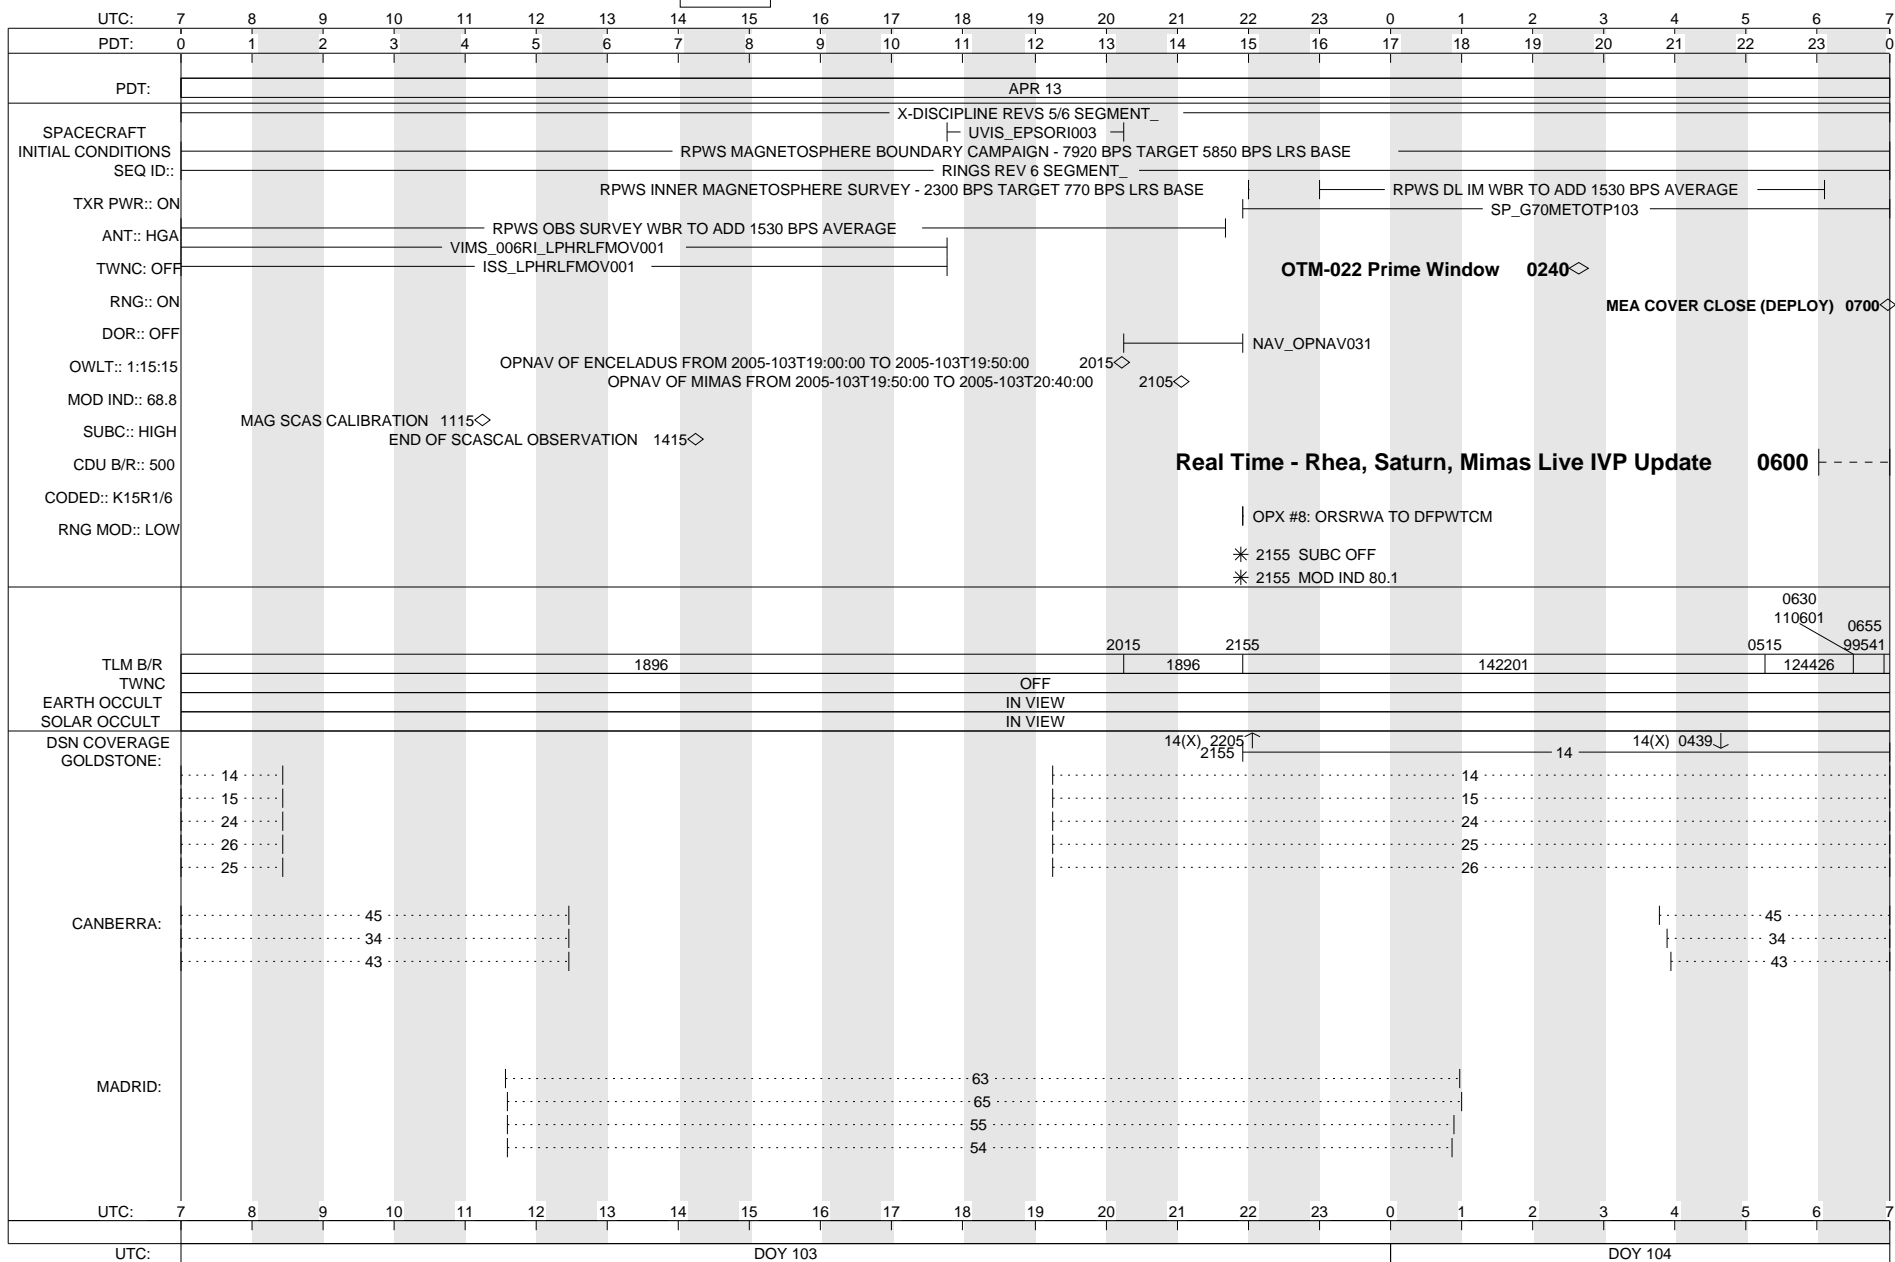 UTC: 7 8 9 10 11 12 13 14 15 16 17 18 19 20 21 22 23 0 1 2 3 4 5 6 7
PDT: 0 1 2 3 4 5 6 7 8 9 10 11 12 13 14 15 16 17 18 19 20 21 22 23 0
PDT: APR 13
X-DISCIPLINE REVS 5/6 SEGMENT_
SPACECRAFT
INITIAL CONDITIONS
UVIS_EPSORI003
RPWS MAGNETOSPHERE BOUNDARY CAMPAIGN - 7920 BPS TARGET 5850 BPS LRS BASE
SEQ ID::
RINGS REV 6 SEGMENT_
RPWS INNER MAGNETOSPHERE SURVEY - 2300 BPS TARGET 770 BPS LRS BASE
RPWS DL IM WBR TO ADD 1530 BPS AVERAGE
TXR PWR:: ON
SP_G70METOTP103
RPWS OBS SURVEY WBR TO ADD 1530 BPS AVERAGE
ANT:: HGA
VIMS_006RI_LPHRLFMOV001
TWNC: OFF
ISS_LPHRLFMOV001
OTM-022 Prime Window 0240
RNG:: ON
MEA COVER CLOSE (DEPLOY) 0700
DOR:: OFF
NAV_OPNAV031
OWLT:: 1:15:15
OPNAV OF ENCELADUS FROM 2005-103T19:00:00 TO 2005-103T19:50:00 2015
OPNAV OF MIMAS FROM 2005-103T19:50:00 TO 2005-103T20:40:00 2105
MOD IND:: 68.8
MAG SCAS CALIBRATION 1115
SUBC:: HIGH
END OF SCASCAL OBSERVATION 1415
CDU B/R:: 500
Real Time - Rhea, Saturn, Mimas Live IVP Update 0600
CODED:: K15R1/6
OPX #8: ORSRWA TO DFPWTCM
RNG MOD:: LOW
2155 SUBC OFF
2155 MOD IND 80.1
0630
110601
0655
2015 2155 0515 99541
TLM B/R 1896 1896 142201 124426
TWNC OFF
EARTH OCCULT IN VIEW
SOLAR OCCULT IN VIEW
DSN COVERAGE 14(X) 2205 14(X) 0439
GOLDSTONE: 2155 14
14 14
15 15
24 24
26 25
25 26
CANBERRA: 45 45
34 34
43 43
MADRID: 63
65
55
54
UTC: 7 8 9 10 11 12 13 14 15 16 17 18 19 20 21 22 23 0 1 2 3 4 5 6 7
UTC: DOY 103 DOY 104